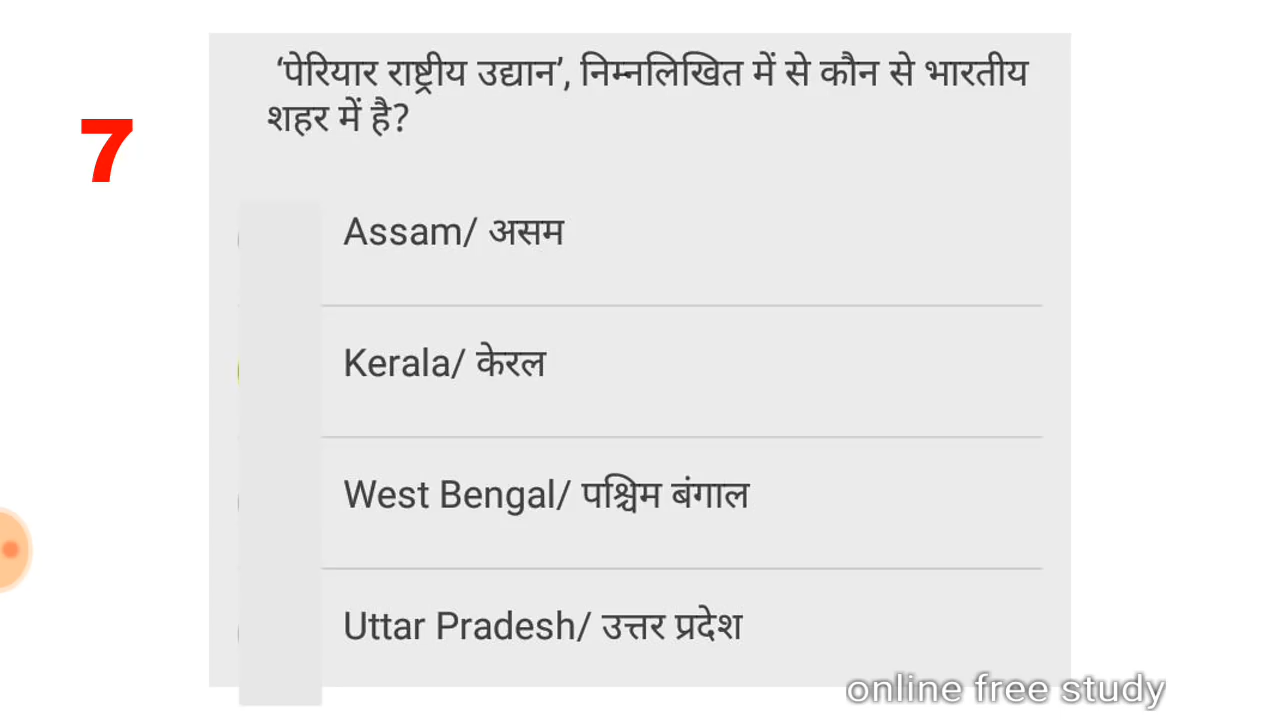 ‘पेरियार राष्ट्रीय उद्यान’, निम्नलिखित में से कौन से भारतीय
शहर में है?
7
Assam/ असम
Kerala/ केरल
West Bengal/ पश्चिम बंगाल
Uttar Pradesh/ उत्तर प्रदेश
online free study